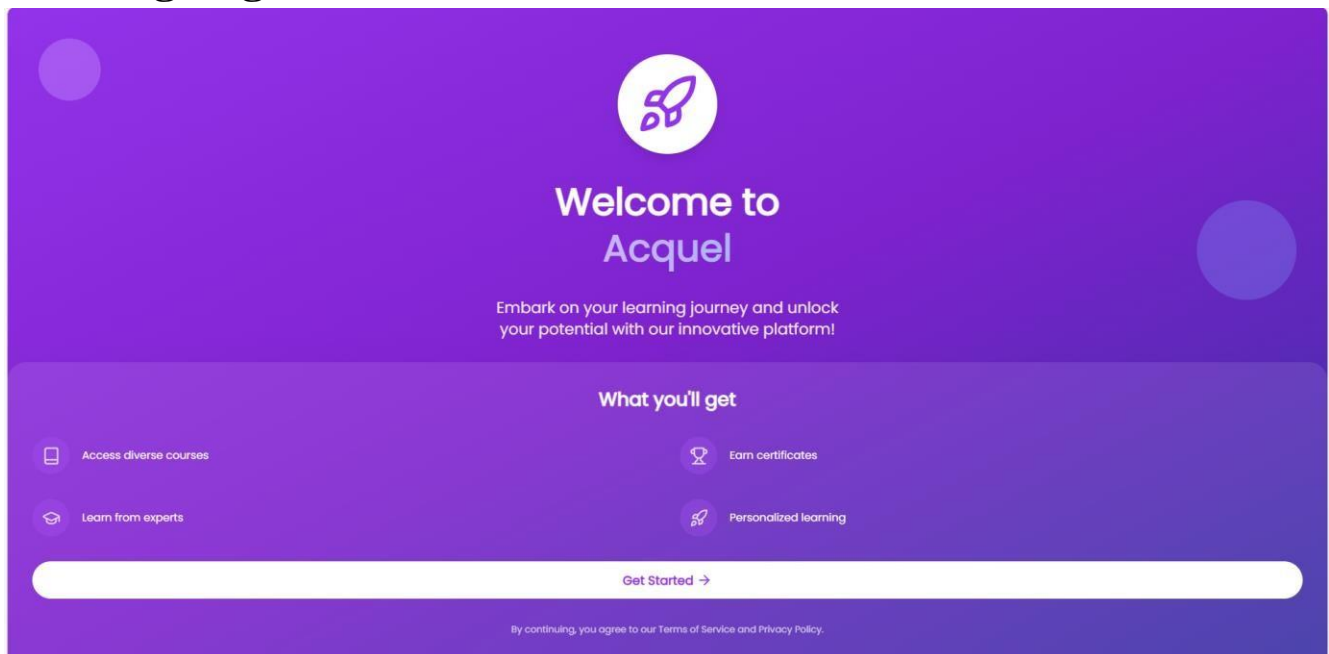 Welcome to
Acquel
Embark on your learning journey and unlock
your potential with our innovative platform!
What you'll get
Access diverse courses
Earn certificates
Learn from experts
Personalized learning
Get Started →
By continuing, you agree to our Terms of Service and Privacy Policy.